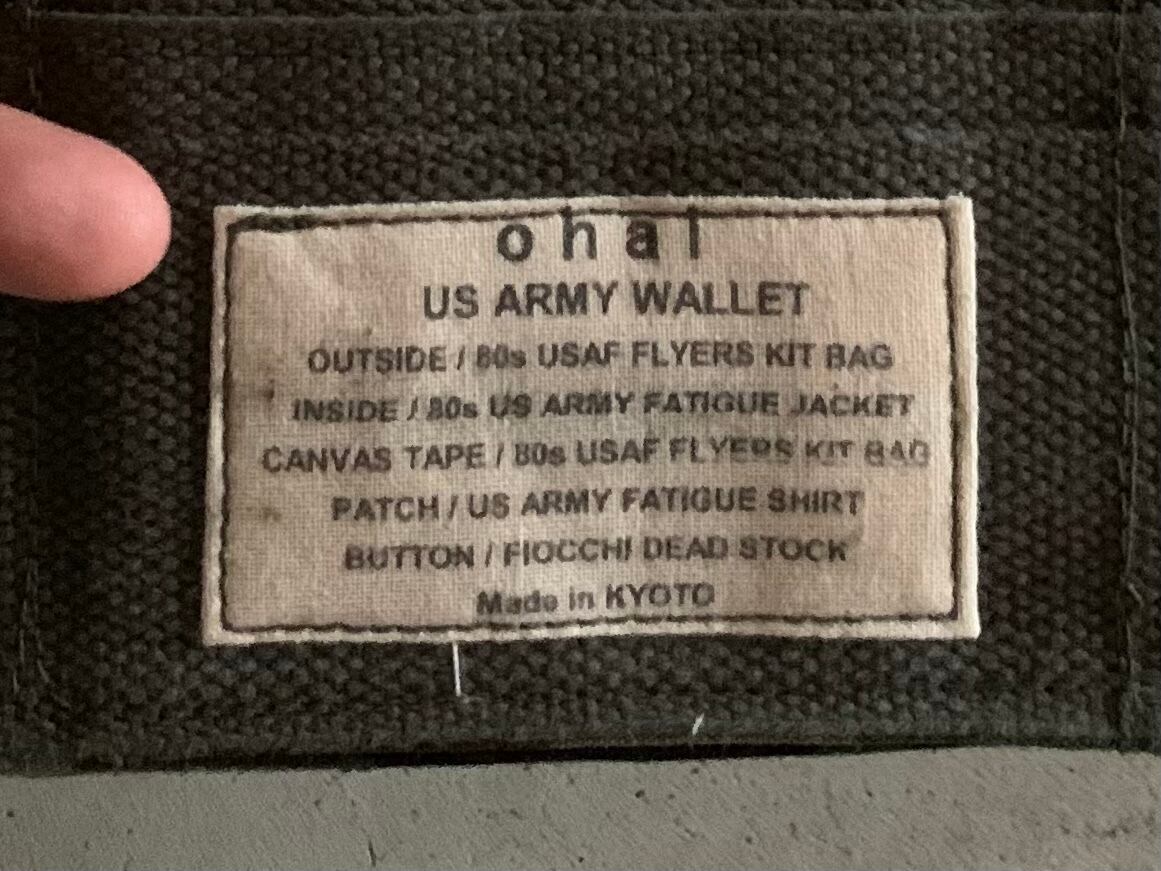 ohal
US ARMY WALLET
OUTSIDE / 80s USAF FLYERS KIT BAG
INSIDE / 80s US ARMY FATIGUE JACKET
CANVAS TAPE / 80s USAF FLYERS KIT BAG
PATCH / US ARMY FATIGUE SHIRT
BUTTON / FIOCCHI DEAD STOCK
Made in KYOTO